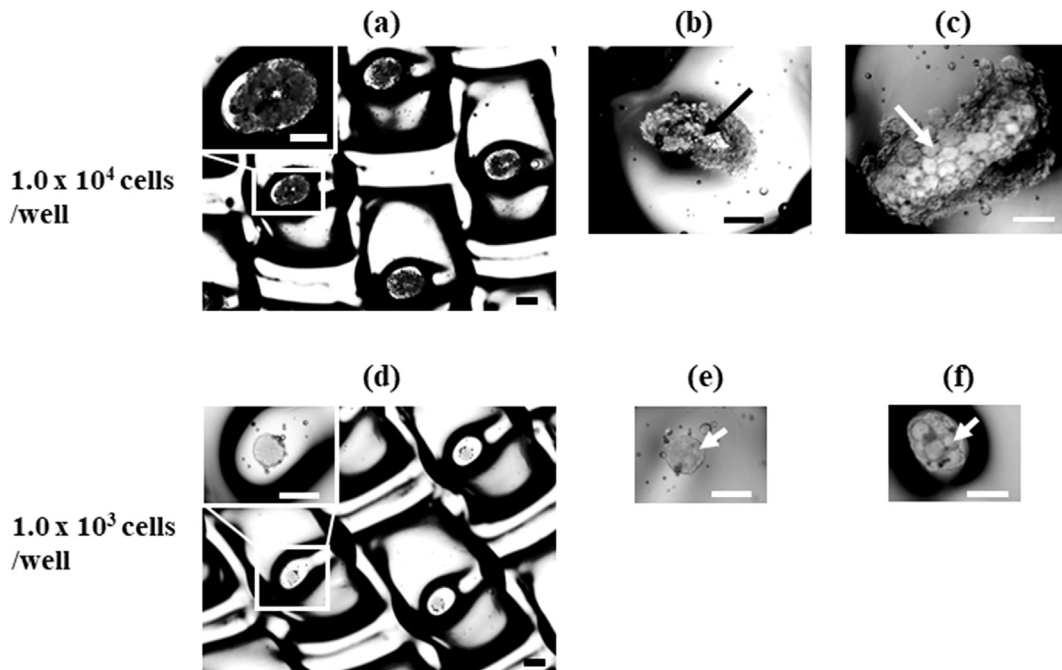 (a)
(b)
(c)
1.0 x 10⁴ cells
/well
(d)
(e)
(f)
1.0 x 10³ cells
/well